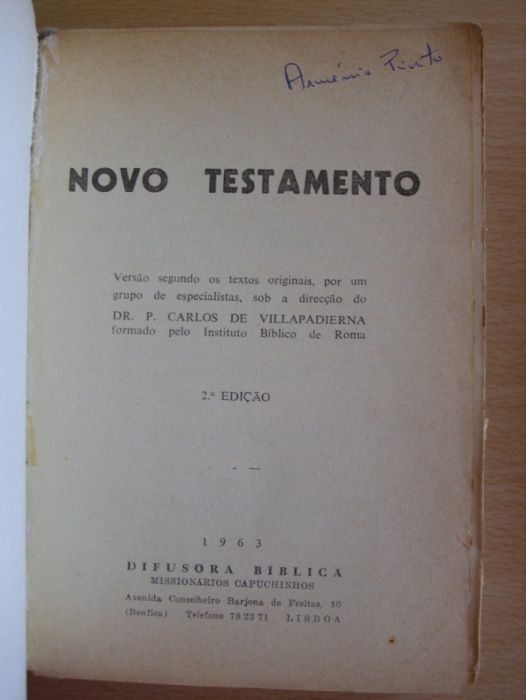 Arménio Pinto
NOVO TESTAMENTO
Versão segundo os textos originais, por um
grupo de especialistas, sob a direcção do
DR. P. CARLOS DE VILLAPADIERNA
formado pelo Instituto Bíblico de Roma
2.ª EDIÇÃO
1963
DIFUSORA BÍBLICA
MISSIONÁRIOS CAPUCHINHOS
Avenida Conselheiro Barjona de Freitas, 10
(Benfica) Telefone 78 23 71 LISBOA